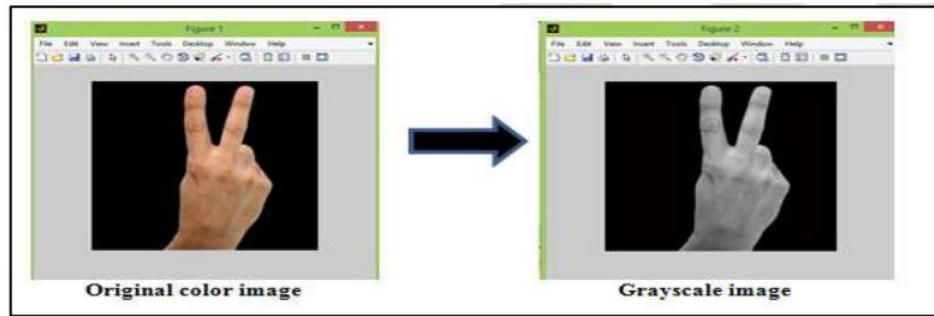 Figure 1
File Edit View Insert Tools Desktop Window Help
Figure 2
File Edit View Insert Tools Desktop Window Help
Original color image
Grayscale image